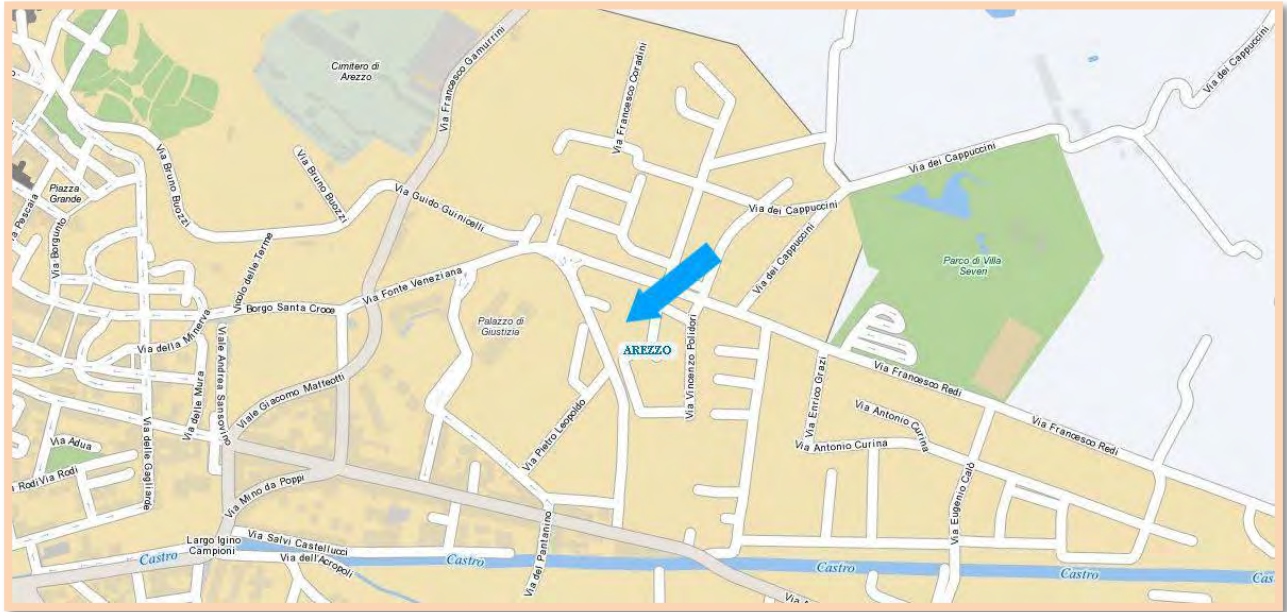 Cimitero di
Arezzo
Via Francesco Gamurrini
Via Francesco Coradini
Via dei Cappuccini
Via dei Cappuccini
Via Bruno Buozzi
Via Bruno Buozzi
Piazza
Grande
Via Guido Guinicelli
Via dei Cappuccini
Via dei Cappuccini
Via Pescaia
Via Borgunto
Vicolo delle Terme
Via Fonte Veneziana
Parco di Villa
Severi
Borgo Santa Croce
Palazzo di
Giustizia
Via della Minerva
AREZZO
Viale Andrea Sansovino
Via delle Mura
Viale Giacomo Matteotti
Via Vincenzo Polidori
Via Enrico Grazi
Via Francesco Redi
Via Pietro Leopoldo
Via Antonio Curina
Via Antonio Curina
Via Francesco Redi
Via delle Gagliarde
Via Adua
Via Rodi
Rodi
Via Mino da Poppi
Via Eugenio Calò
Via Salvi Castellucci
Largo Igino
Campioni
Via dell'Acropoli
Via del Pantanino
Castro
Castro
Castro
Castro
Cas